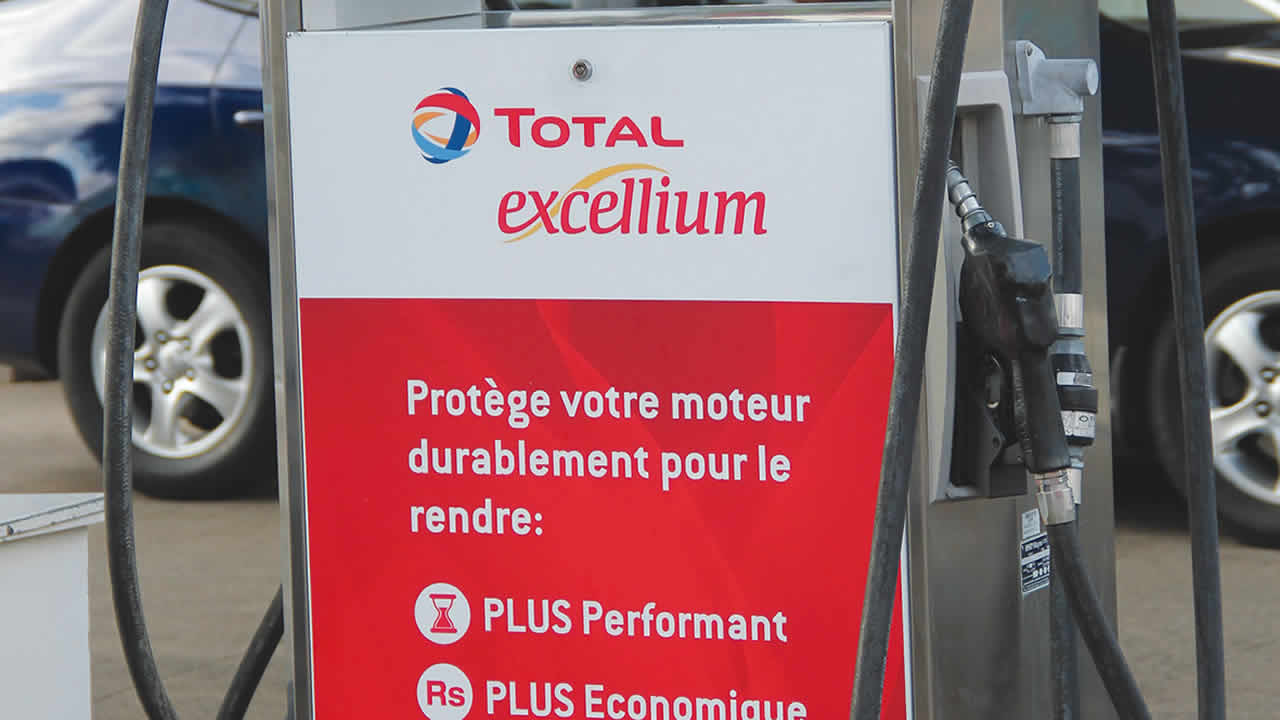 TOTAL
excellium
Protège votre moteur
durablement pour le
rendre:
PLUS Performant
Rs PLUS Economique